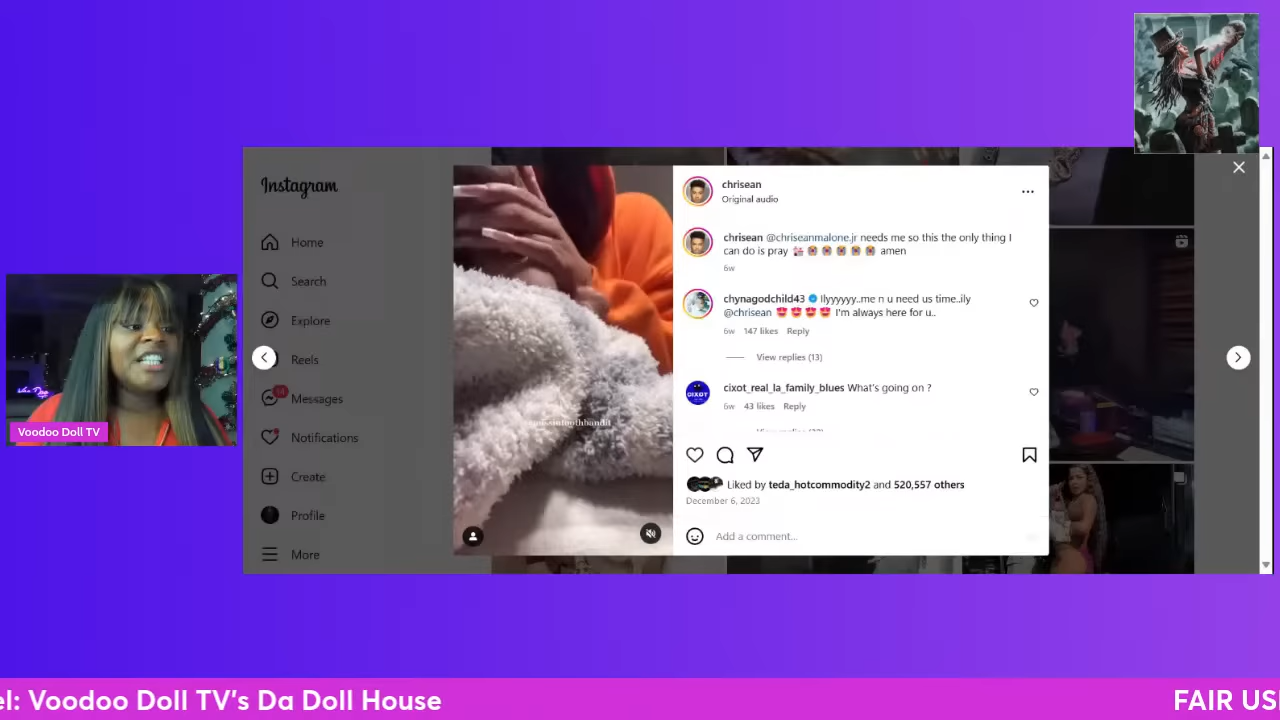 Instagram
Home
Search
Explore
Reels
Messages
Notifications
Create
Profile
More
Voodoo Doll TV
chrisean
Original audio
chrisean @chriseanmalone.jr needs me so this the only thing I
can do is pray 💒 😭 😭 😭 😭 😭 amen
6w
chynagodchild43 Ilyyyyyy..me n u need us time..ily
@chrisean 😍 😍 😍 😍 I'm always here for u..
6w 147 likes Reply
View replies (13)
cixot_real_la_family_blues What's going on ?
6w 43 likes Reply
Liked by teda_hotcommodity2 and 520,557 others
December 6, 2023
Add a comment...
el: Voodoo Doll TV's Da Doll House
FAIR US